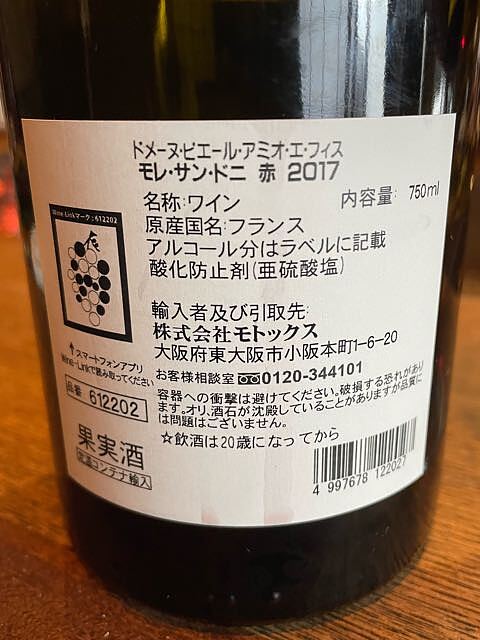 ドメーヌ・ピエール・アミオ・エ・フィス
モレ・サン・ドニ 赤 2017
名称:ワイン 内容量: 750ml
原産国名:フランス
アルコール分はラベルに記載
酸化防止剤(亜硫酸塩)
Wine Linkマーク:612202
輸入者及び引取先:
株式会社モトックス
大阪府東大阪市小阪本町1-6-20
お客様相談室 0120-344101
↑スマートフォンアプリ
Wine-Linkで読み取ってください
品番 612202
容器への衝撃は避けてください。破損する恐れがあり
ます。オリ、酒石が沈殿していることがありますが品質に
は問題はございません。
☆飲酒は20歳になってから
果実酒
定温コンテナ輸入
4 997678 122027